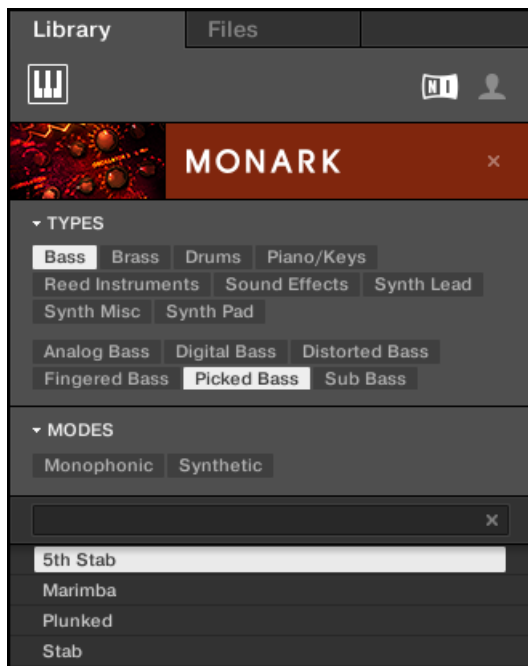 Library Files
NI
MONARK
TYPES
Bass Brass Drums Piano/Keys
Reed Instruments Sound Effects Synth Lead
Synth Misc Synth Pad
Analog Bass Digital Bass Distorted Bass
Fingered Bass Picked Bass Sub Bass
MODES
Monophonic Synthetic
5th Stab
Marimba
Plunked
Stab